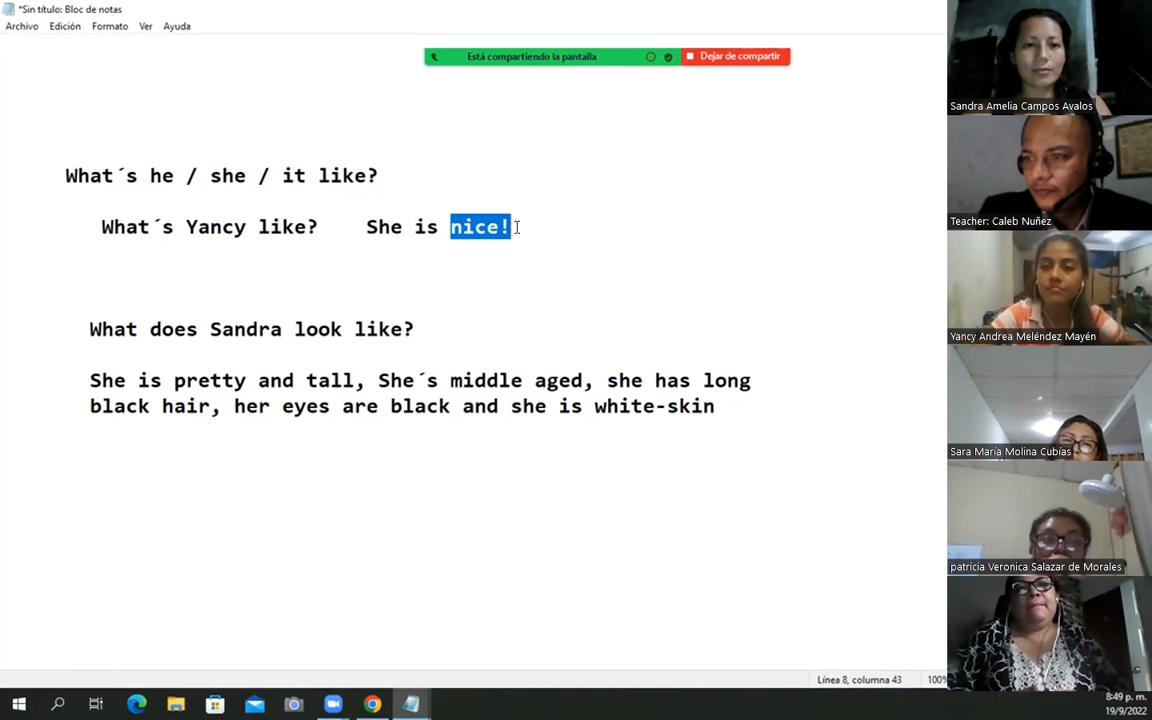 *Sin título: Bloc de notas
Archivo Edición Formato Ver Ayuda
Está compartiendo la pantalla Dejar de compartir
What´s he / she / it like?
What´s Yancy like? She is nice!
What does Sandra look like?
She is pretty and tall, She´s middle aged, she has long
black hair, her eyes are black and she is white-skin
Sandra Amelia Campos Avalos
Teacher: Caleb Nuñez
Yancy Andrea Meléndez Mayén
Sara María Molina Cubías
patricia Veronica Salazar de Morales
Línea 8, columna 43 100%
8:49 p. m.
19/9/2022